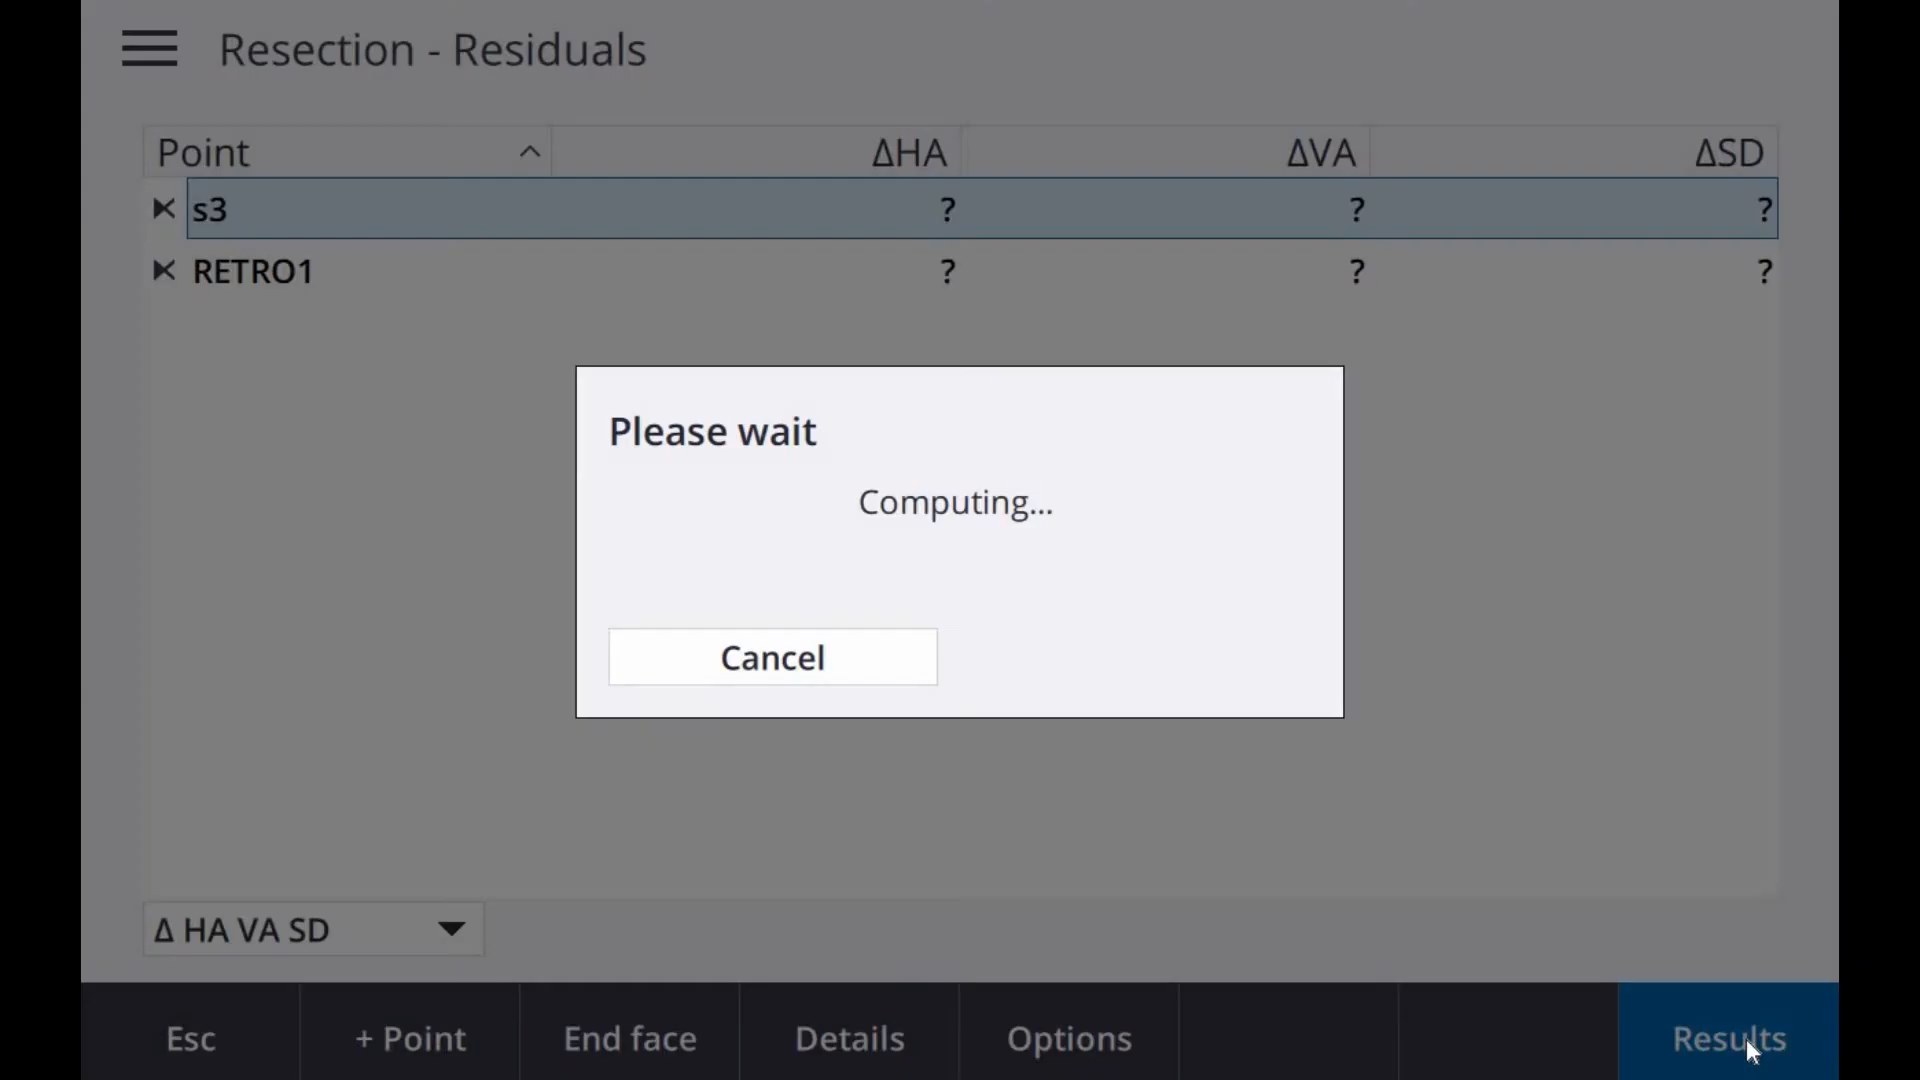 Resection - Residuals
Point ΔHA ΔVA ΔSD
s3 ? ? ?
RETRO1 ? ? ?
Please wait
Computing...
Cancel
Δ HA VA SD
Esc + Point End face Details Options Results